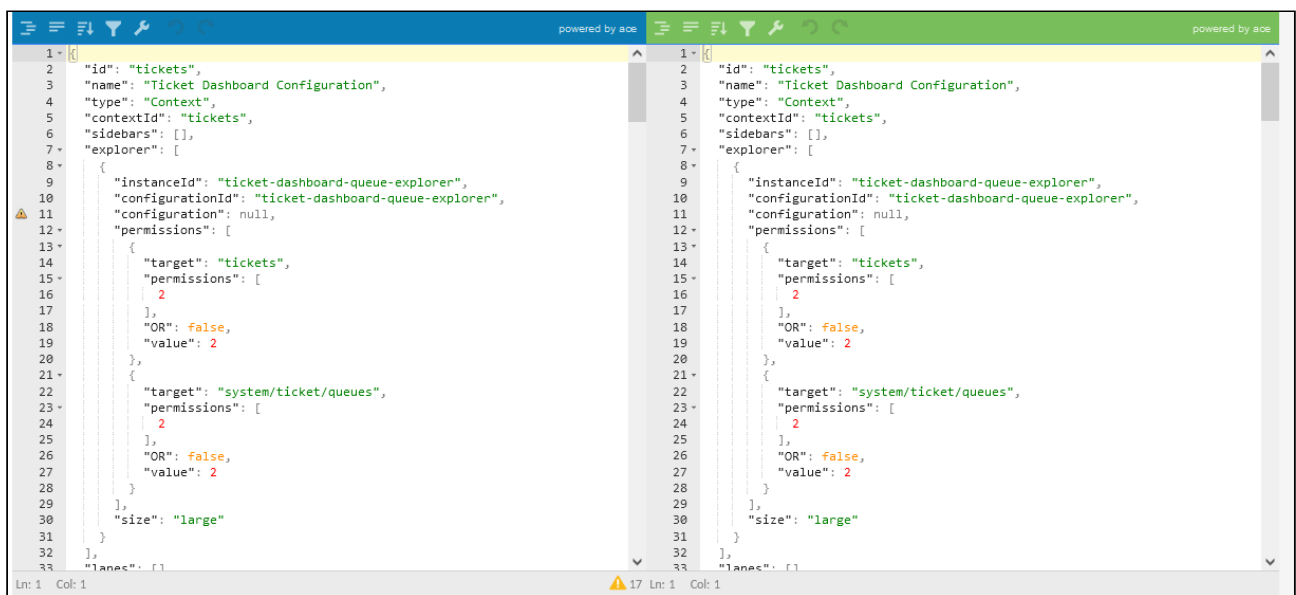 powered by ace
1 {
2 "id": "tickets",
3 "name": "Ticket Dashboard Configuration",
4 "type": "Context",
5 "contextId": "tickets",
6 "sidebars": [],
7 "explorer": [
8 {
9 "instanceId": "ticket-dashboard-queue-explorer",
10 "configurationId": "ticket-dashboard-queue-explorer",
11 "configuration": null,
12 "permissions": [
13 {
14 "target": "tickets",
15 "permissions": [
16 2
17 ],
18 "OR": false,
19 "value": 2
20 },
21 {
22 "target": "system/ticket/queues",
23 "permissions": [
24 2
25 ],
26 "OR": false,
27 "value": 2
28 }
29 ],
30 "size": "large"
31 }
32 ],
33 "lanes": []
Ln: 1 Col: 1
17
powered by ace
1 {
2 "id": "tickets",
3 "name": "Ticket Dashboard Configuration",
4 "type": "Context",
5 "contextId": "tickets",
6 "sidebars": [],
7 "explorer": [
8 {
9 "instanceId": "ticket-dashboard-queue-explorer",
10 "configurationId": "ticket-dashboard-queue-explorer",
11 "configuration": null,
12 "permissions": [
13 {
14 "target": "tickets",
15 "permissions": [
16 2
17 ],
18 "OR": false,
19 "value": 2
20 },
21 {
22 "target": "system/ticket/queues",
23 "permissions": [
24 2
25 ],
26 "OR": false,
27 "value": 2
28 }
29 ],
30 "size": "large"
31 }
32 ],
33 "lanes": []
Ln: 1 Col: 1